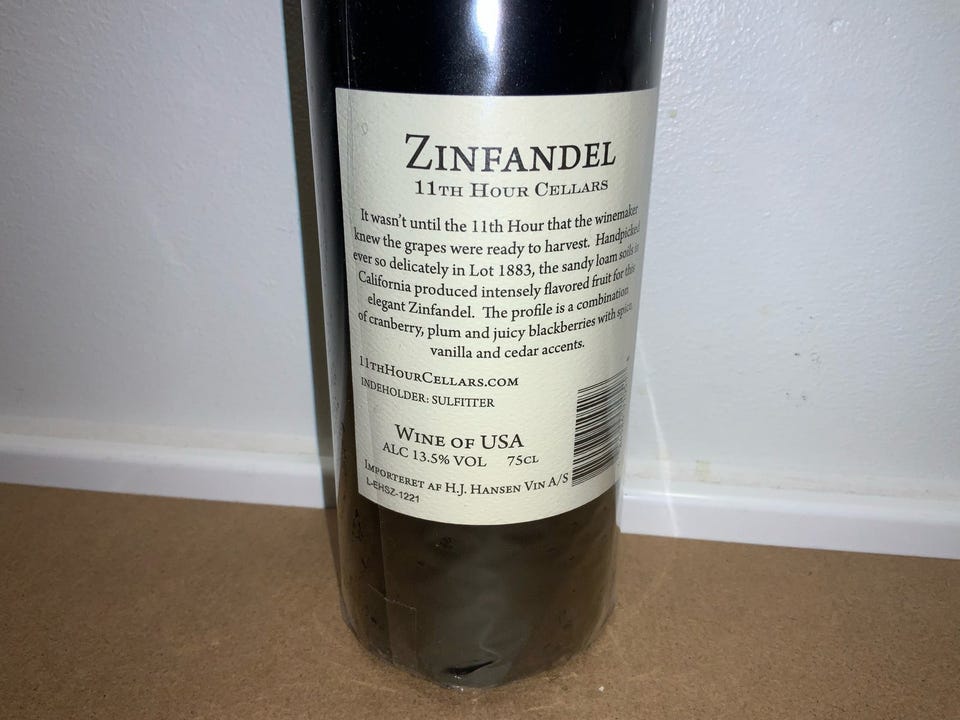 ZINFANDEL
11TH HOUR CELLARS
It wasn't until the 11th Hour that the winemaker
knew the grapes were ready to harvest. Handpicked
ever so delicately in Lot 1883, the sandy loam soils in
California produced intensely flavored fruit for this
elegant Zinfandel. The profile is a combination
of cranberry, plum and juicy blackberries with spice,
vanilla and cedar accents.
11THHOURCELLARS.COM
INDEHOLDER: SULFITTER
WINE OF USA
ALC 13.5% VOL 75CL
IMPORTERET AF H.J. HANSEN VIN A/S
L-EHSZ-1221